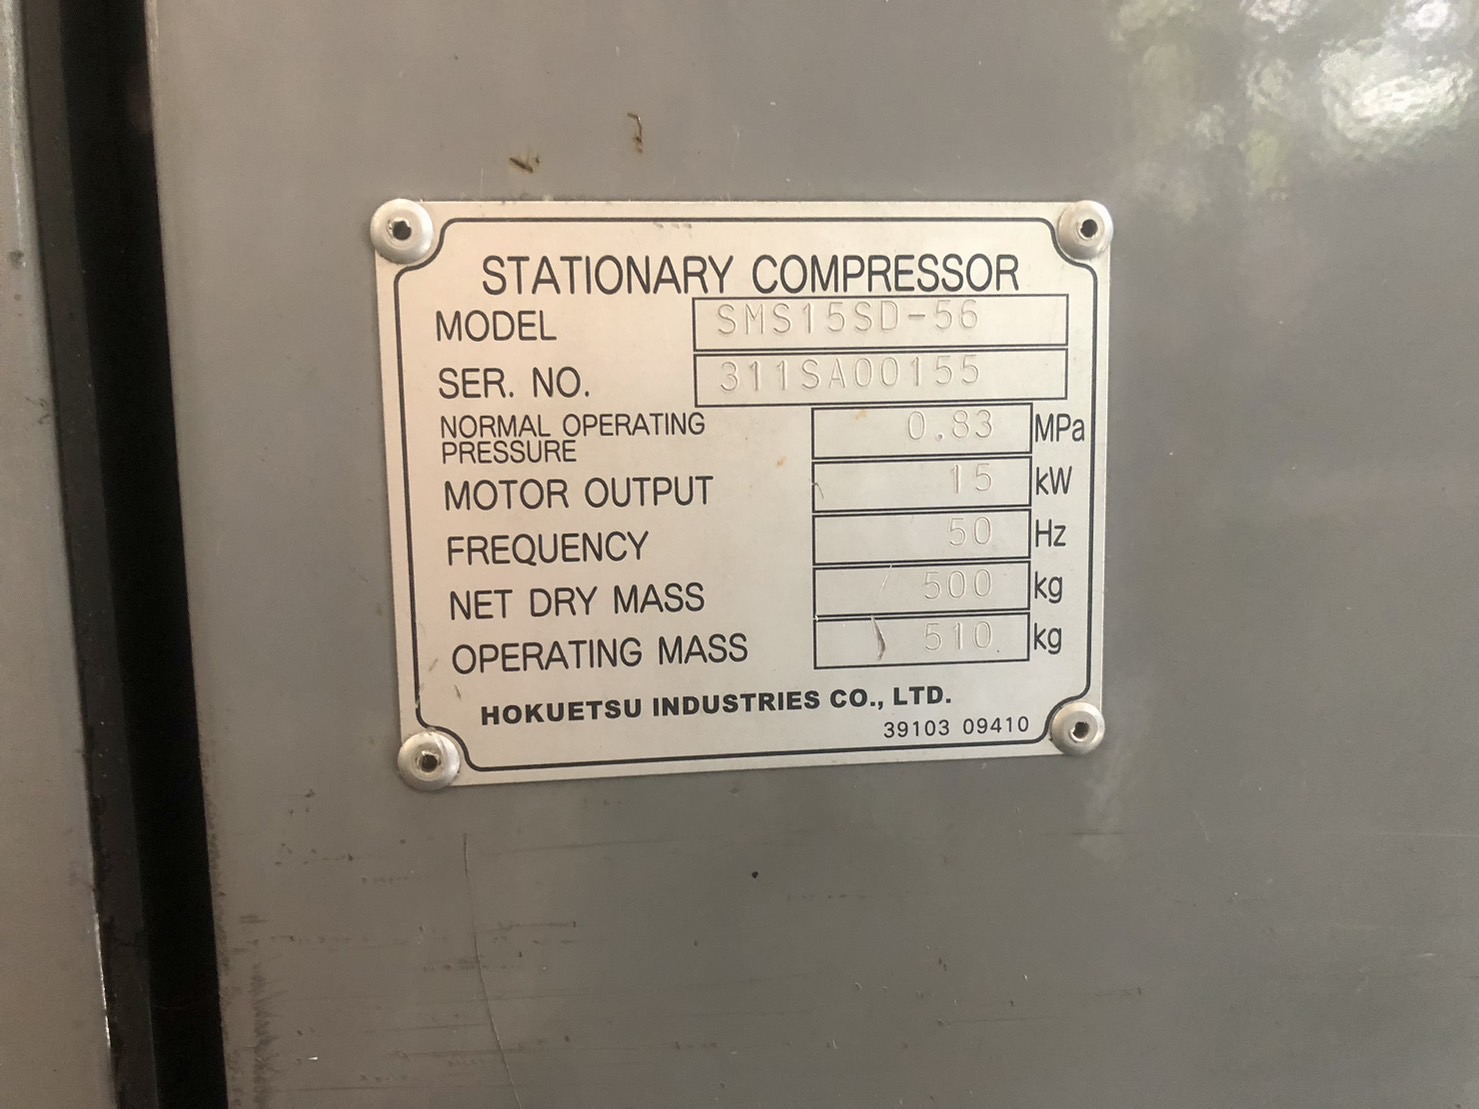 STATIONARY COMPRESSOR
MODEL SMS15SD-56
SER. NO. 311SA00155
NORMAL OPERATING
PRESSURE 0.83 MPa
MOTOR OUTPUT 15 kW
FREQUENCY 50 Hz
NET DRY MASS 500 kg
OPERATING MASS 510 kg
HOKUETSU INDUSTRIES CO., LTD.
39103 09410